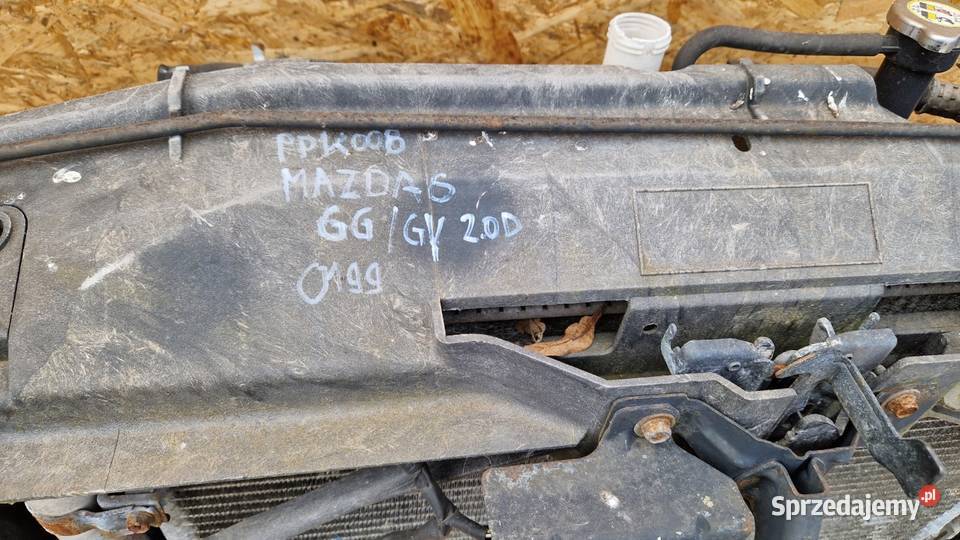 PPK008
MAZDA 6
GG/GY 2.0D
0199
Sprzedajemy.pl